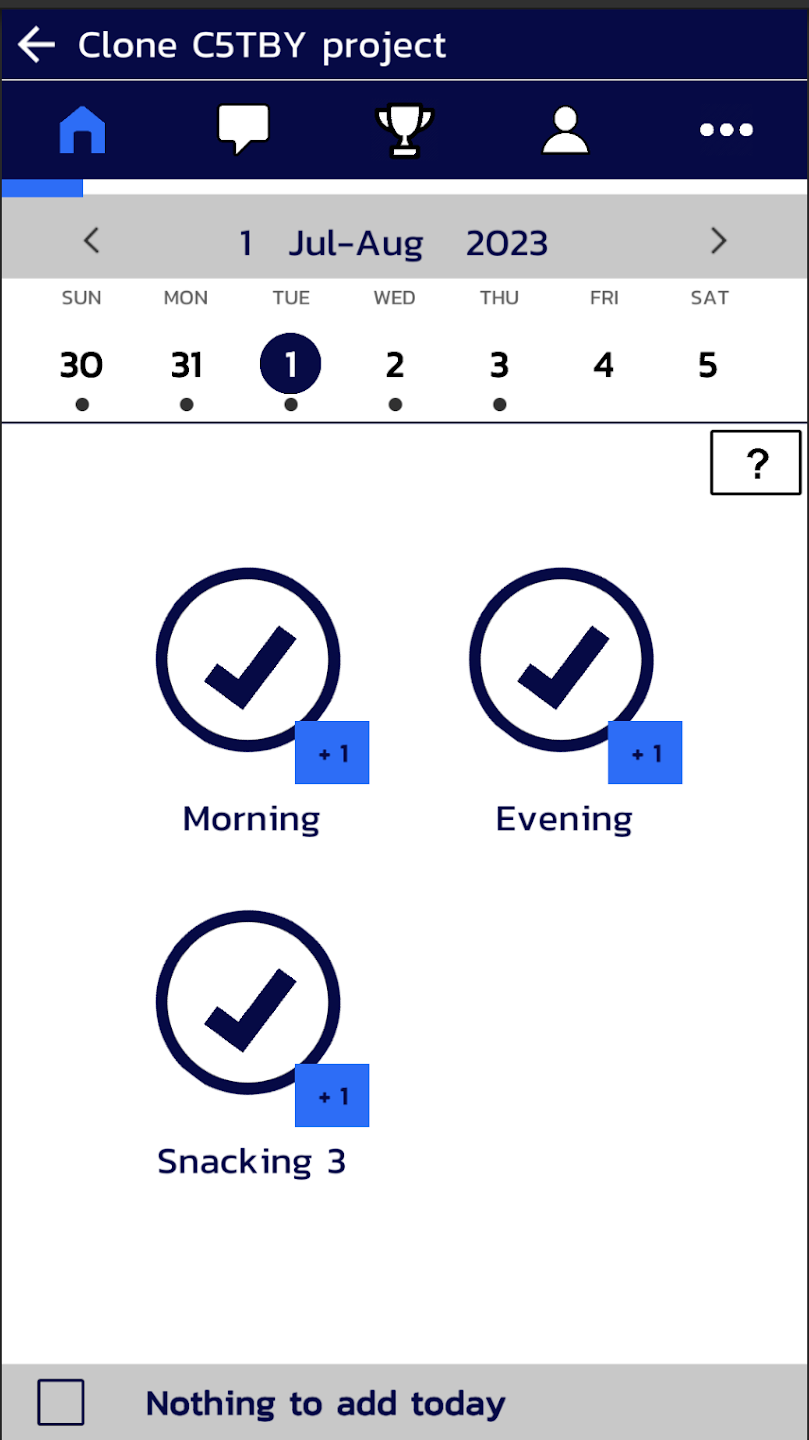 Clone C5TBY project
1 Jul-Aug 2023
SUN MON TUE WED THU FRI SAT
30 31 1 2 3 4 5
?
+ 1 + 1
Morning Evening
+ 1
Snacking 3
Nothing to add today